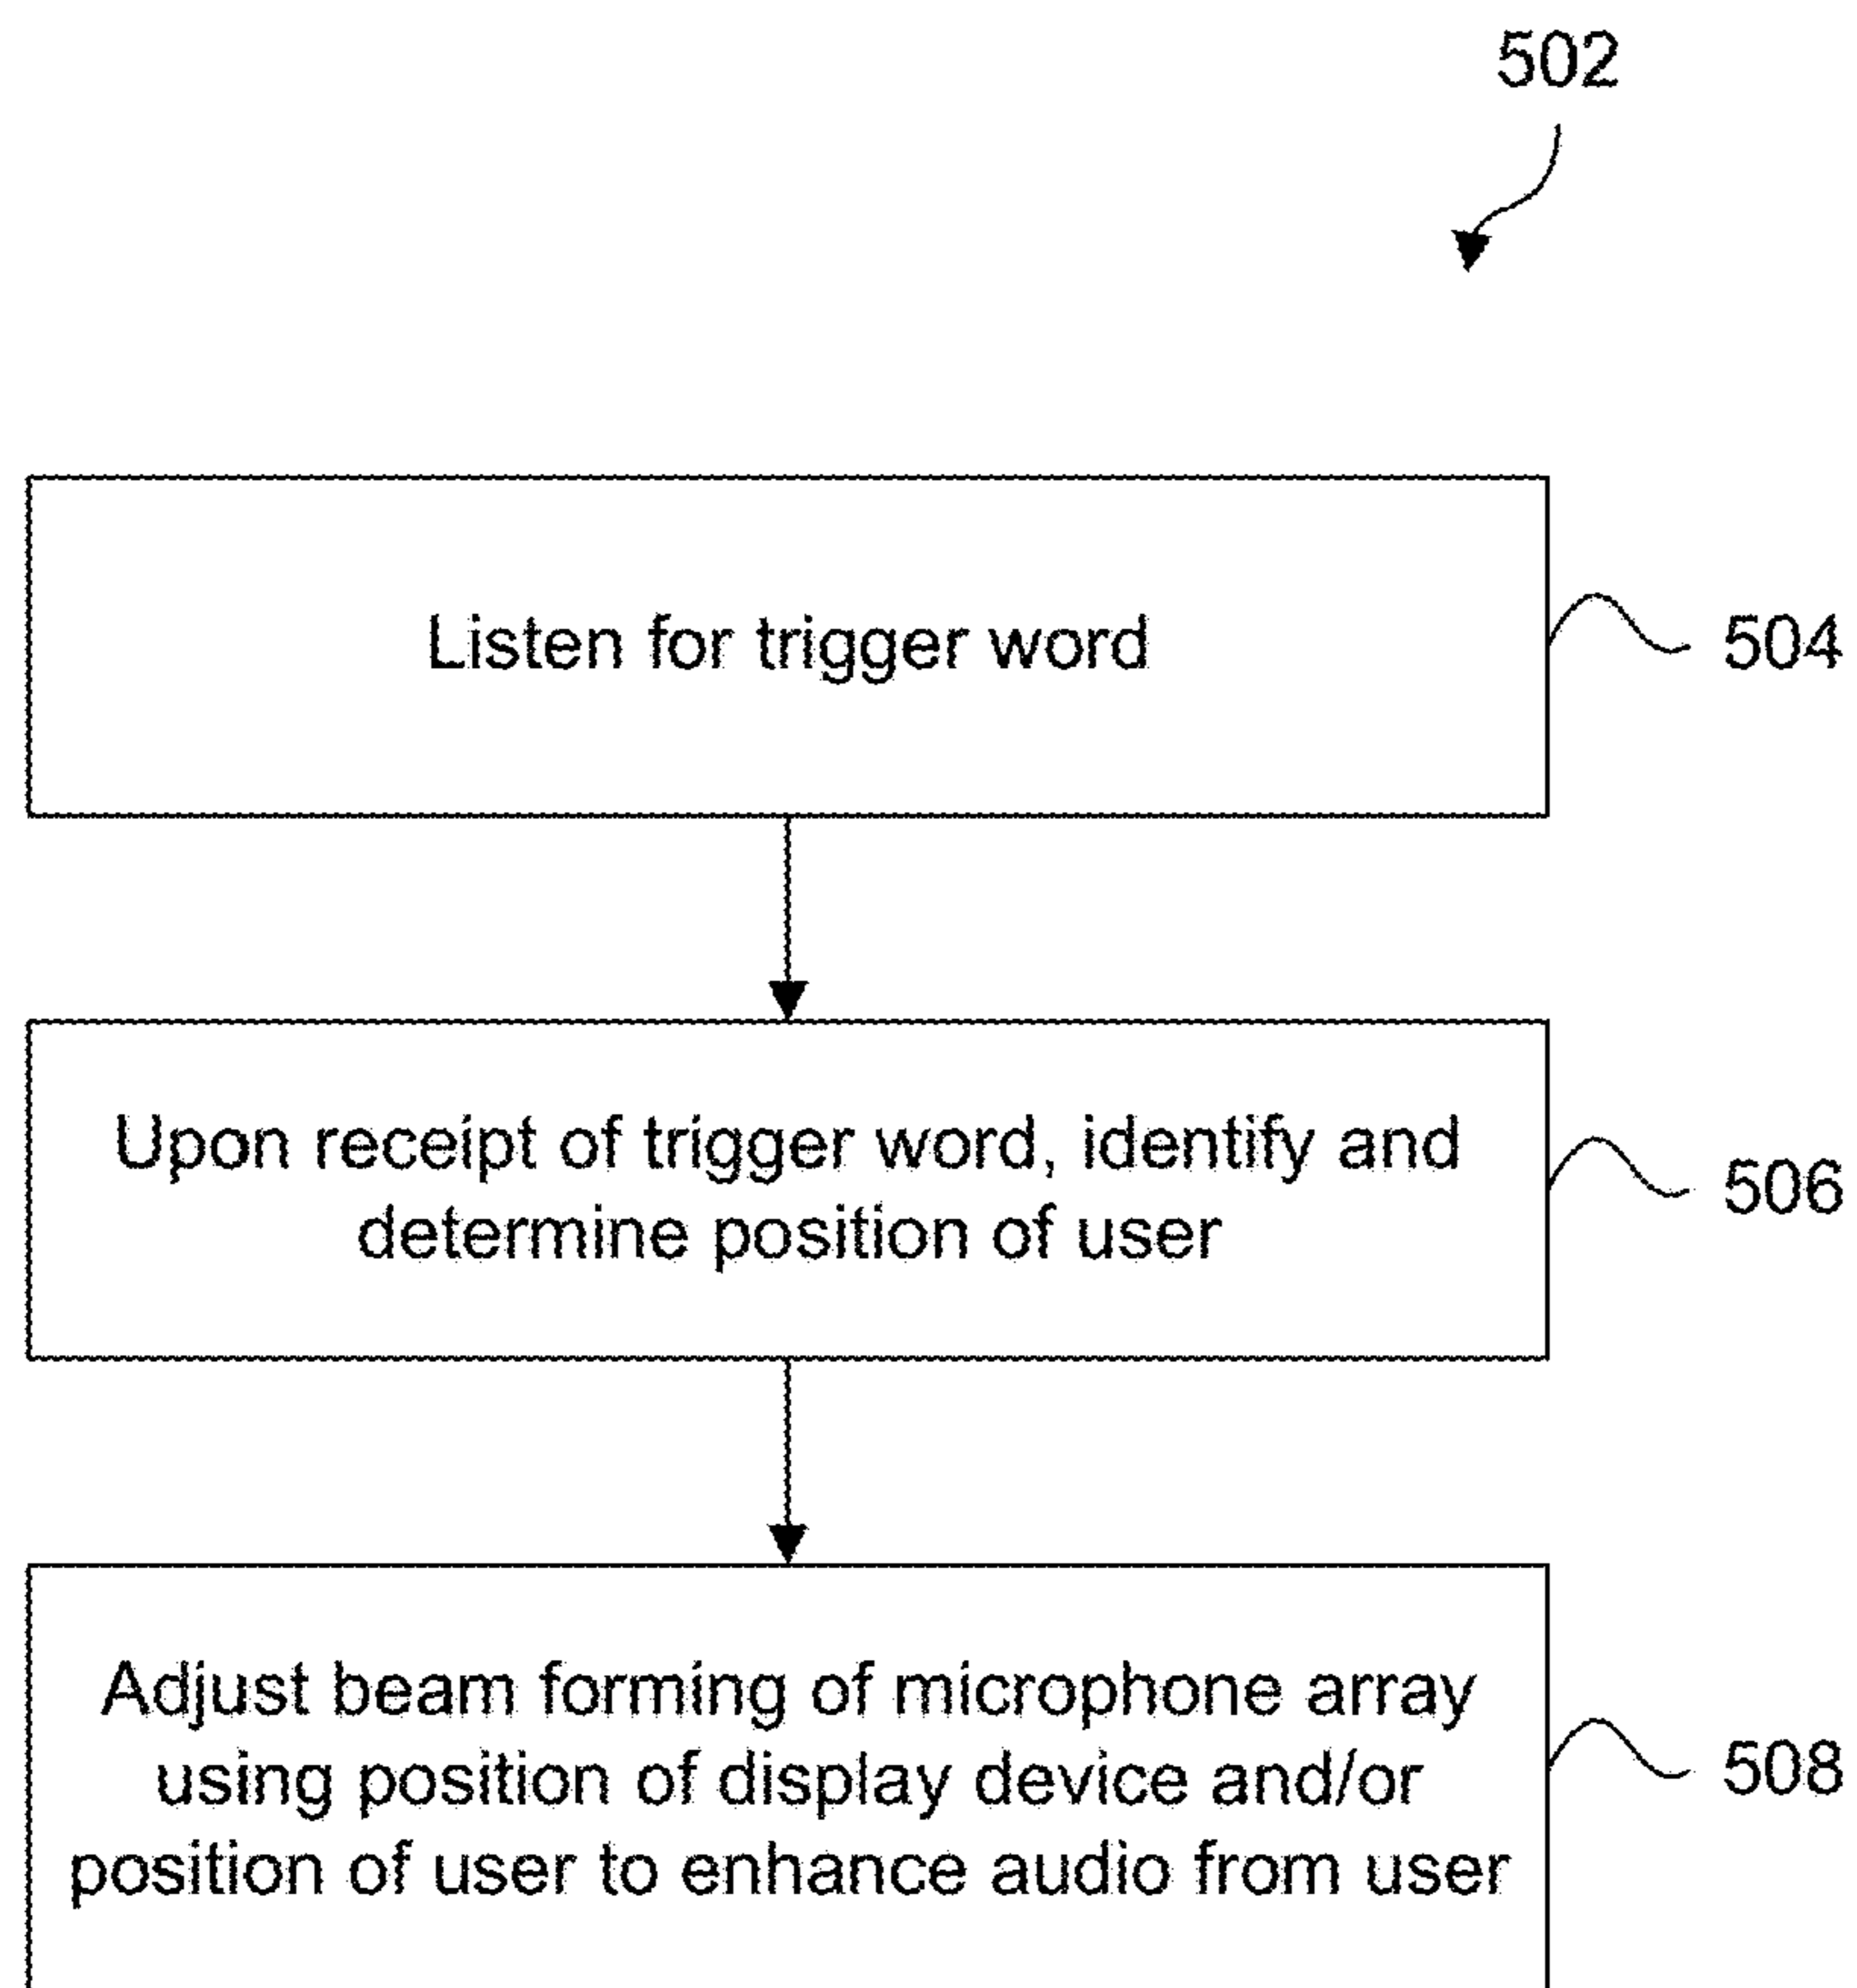 502
Listen for trigger word
504
Upon receipt of trigger word, identify and
determine position of user
506
Adjust beam forming of microphone array
using position of display device and/or
position of user to enhance audio from user
508